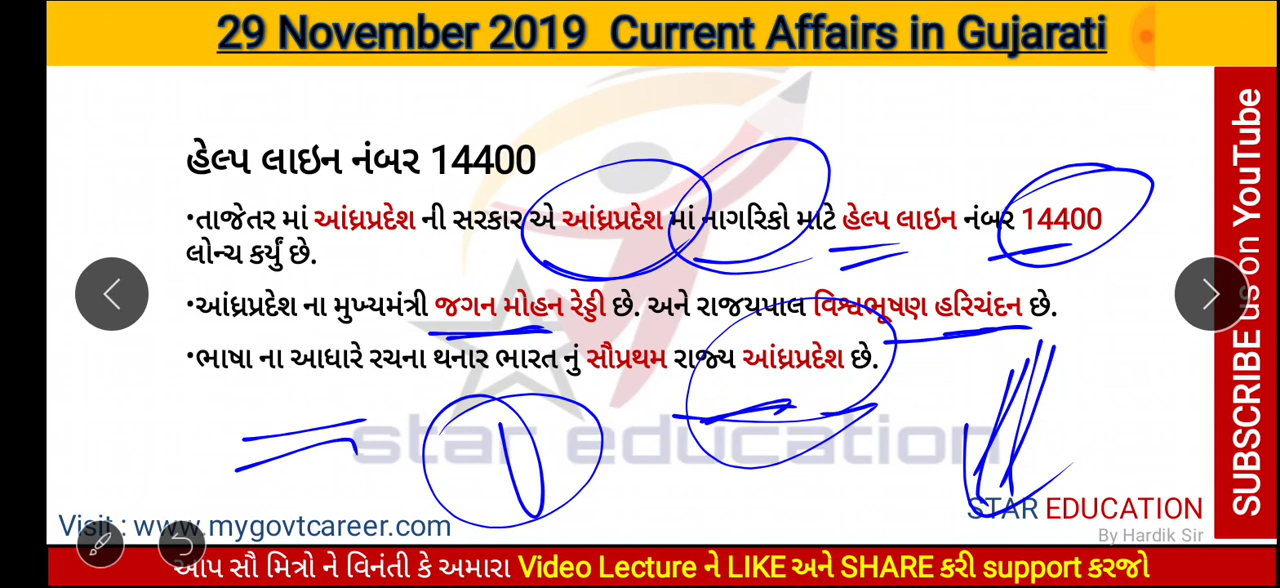 29 November 2019 Current Affairs in Gujarati
હેલ્પ લાઇન નંબર 14400
•તાજેતર માં આંધ્રપ્રદેશ ની સરકાર એ આંધ્રપ્રદેશ માં નાગરિકો માટે હેલ્પ લાઇન નંબર 14400
લોન્ચ કર્યું છે.
•આંધ્રપ્રદેશ ના મુખ્યમંત્રી જગન મોહન રેડ્ડી છે. અને રાજયપાલ વિશ્વભૂષણ હરિચંદન છે.
•ભાષા ના આધારે રચના થનાર ભારત નું સૌપ્રથમ રાજ્ય આંધ્રપ્રદેશ છે.
star education
STAR EDUCATION
Visit : www.mygovtcareer.com
By Hardik Sir
આપ સૌ મિત્રો ને વિનંતી કે અમારા Video Lecture ને LIKE અને SHARE કરી support કરજો
SUBSCRIBE us on YouTube